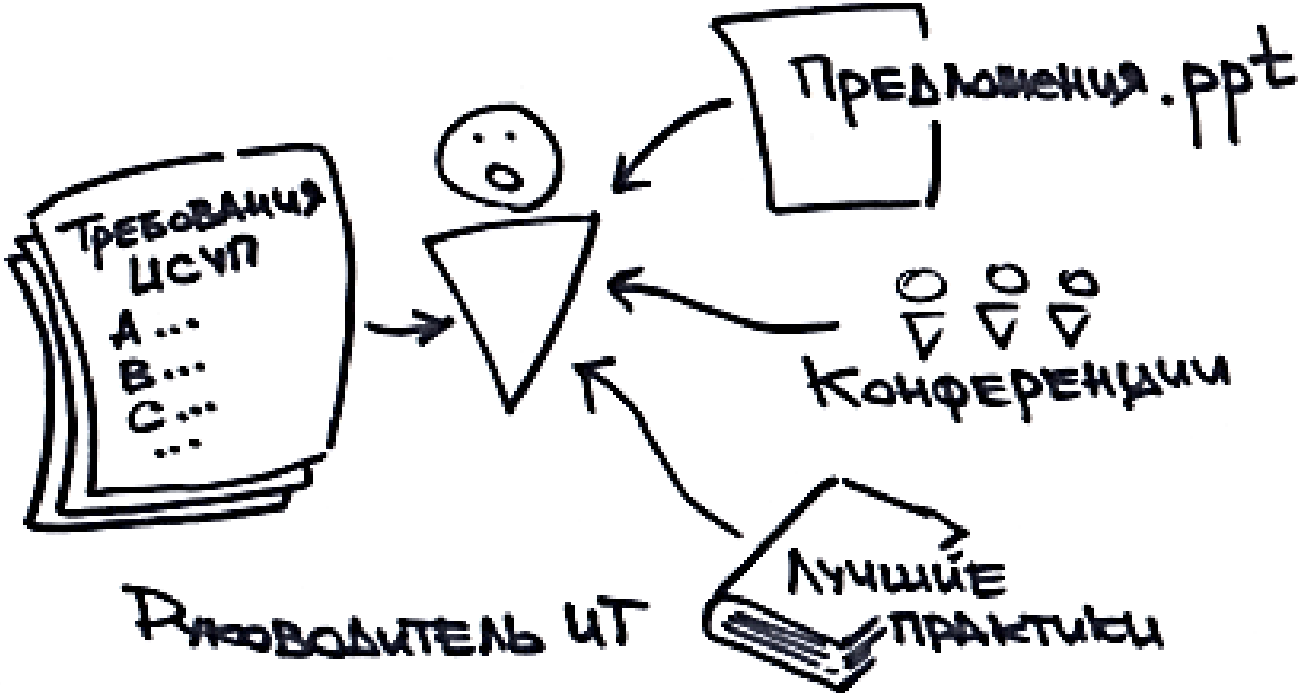 ТРЕБОВАНИЯ
ИСУП
A...
B...
C...
...
ПРЕДЛОЖЕНИЯ.ppt
КОНФЕРЕНЦИИ
ЛУЧШИЕ
ПРАКТИКИ
РУКОВОДИТЕЛЬ ИТ